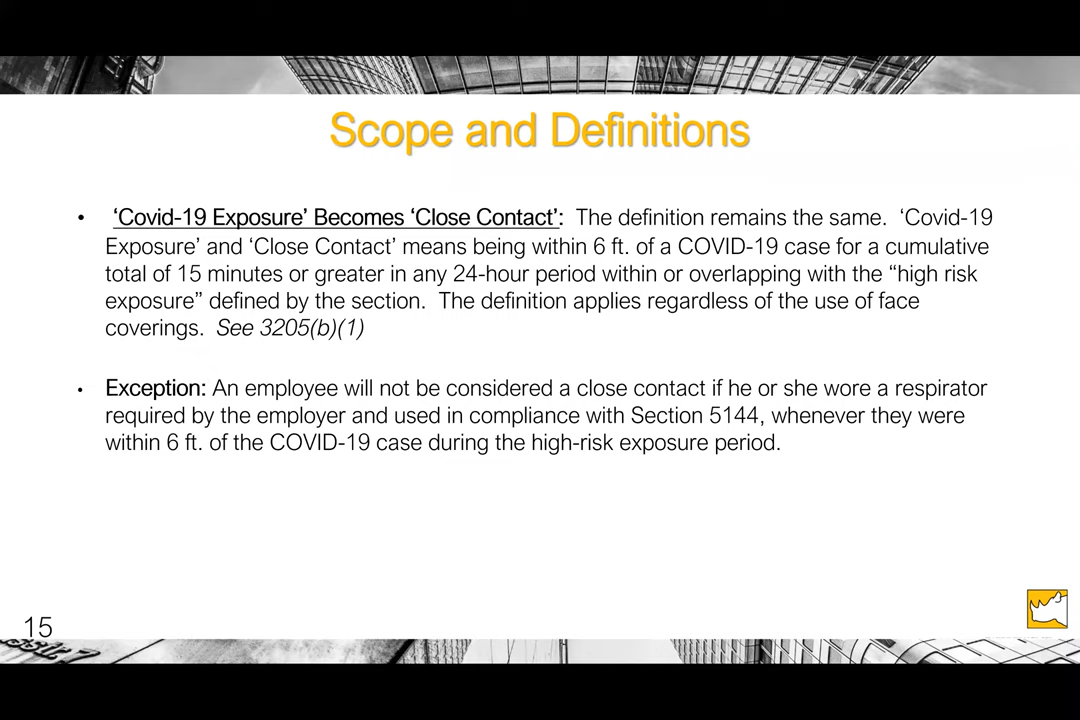 Scope and Definitions
• ‘Covid-19 Exposure’ Becomes ‘Close Contact’: The definition remains the same. ‘Covid-19
Exposure’ and ‘Close Contact’ means being within 6 ft. of a COVID-19 case for a cumulative
total of 15 minutes or greater in any 24-hour period within or overlapping with the “high risk
exposure” defined by the section. The definition applies regardless of the use of face
coverings. See 3205(b)(1)
• Exception: An employee will not be considered a close contact if he or she wore a respirator
required by the employer and used in compliance with Section 5144, whenever they were
within 6 ft. of the COVID-19 case during the high-risk exposure period.
15